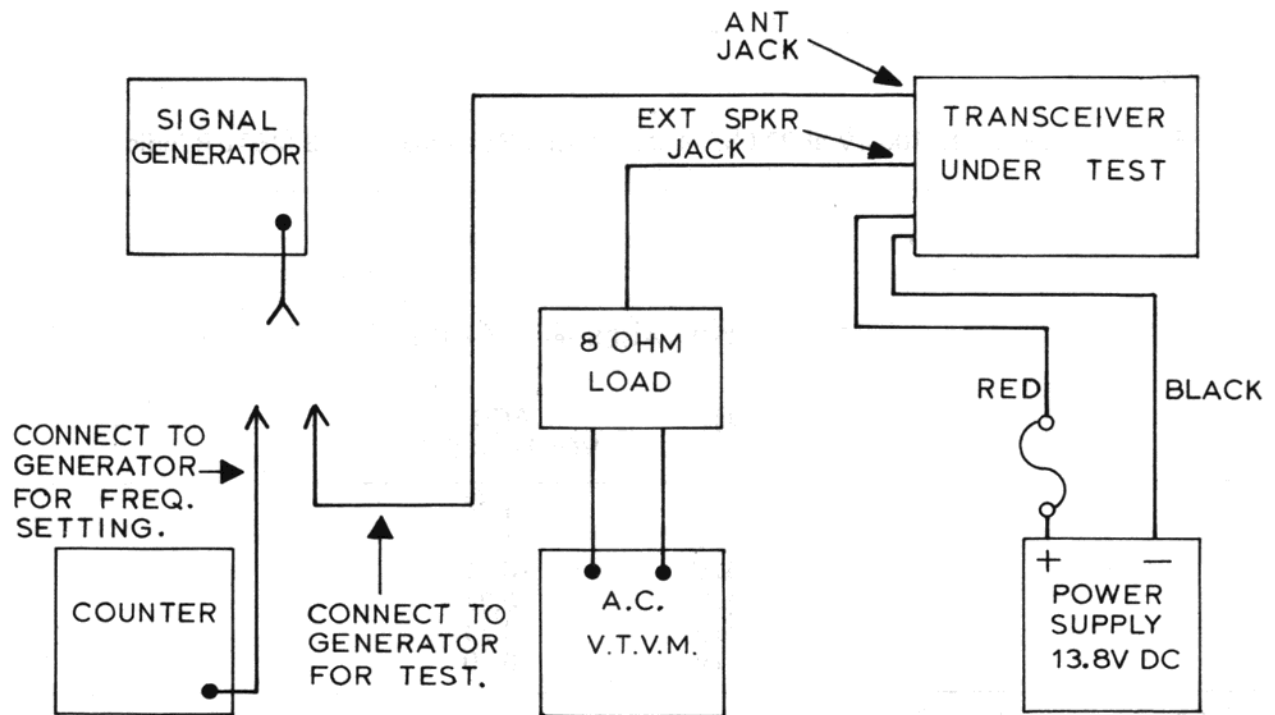 ANT
JACK
SIGNAL
GENERATOR
EXT SPKR
JACK
TRANSCEIVER
UNDER TEST
8 OHM
LOAD
RED
BLACK
CONNECT TO
GENERATOR
FOR FREQ.
SETTING.
COUNTER
CONNECT TO
GENERATOR
FOR TEST.
A.C.
V.T.V.M.
+ −
POWER
SUPPLY
13.8V DC